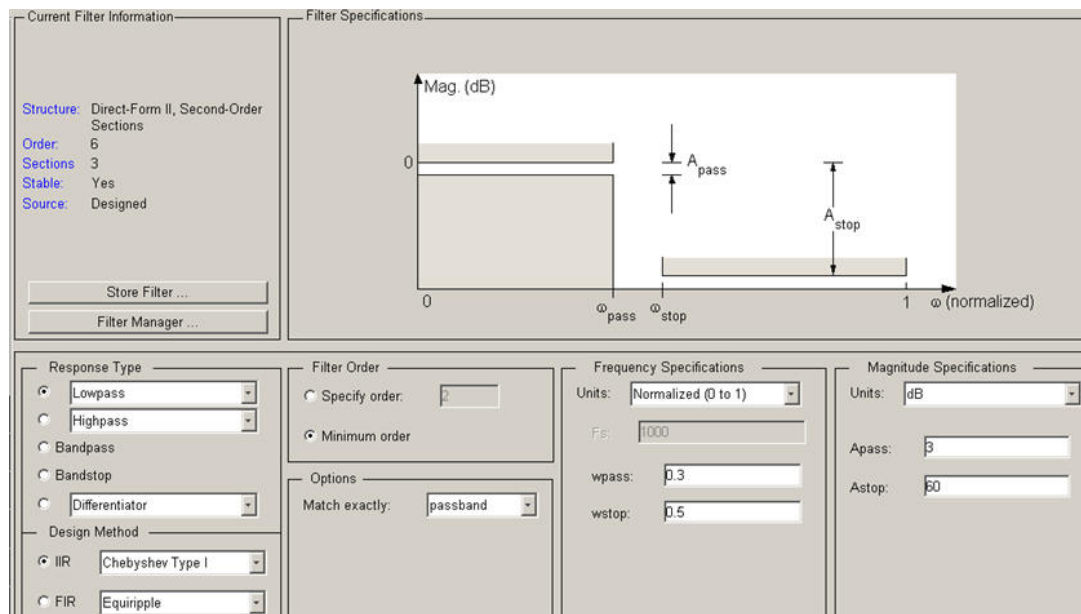 Current Filter Information
Structure: Direct-Form II, Second-Order
Sections
Order: 6
Sections 3
Stable: Yes
Source: Designed
Store Filter ...
Filter Manager ...
Filter Specifications
Mag. (dB)
0
A pass
A stop
0 ω pass ω stop 1 ω (normalized)
Response Type
Lowpass
Highpass
Bandpass
Bandstop
Differentiator
Design Method
IIR Chebyshev Type I
FIR Equiripple
Filter Order
Specify order: 2
Minimum order
Options
Match exactly: passband
Frequency Specifications
Units: Normalized (0 to 1)
Fs: 1000
wpass: 0.3
wstop: 0.5
Magnitude Specifications
Units: dB
Apass: 3
Astop: 60